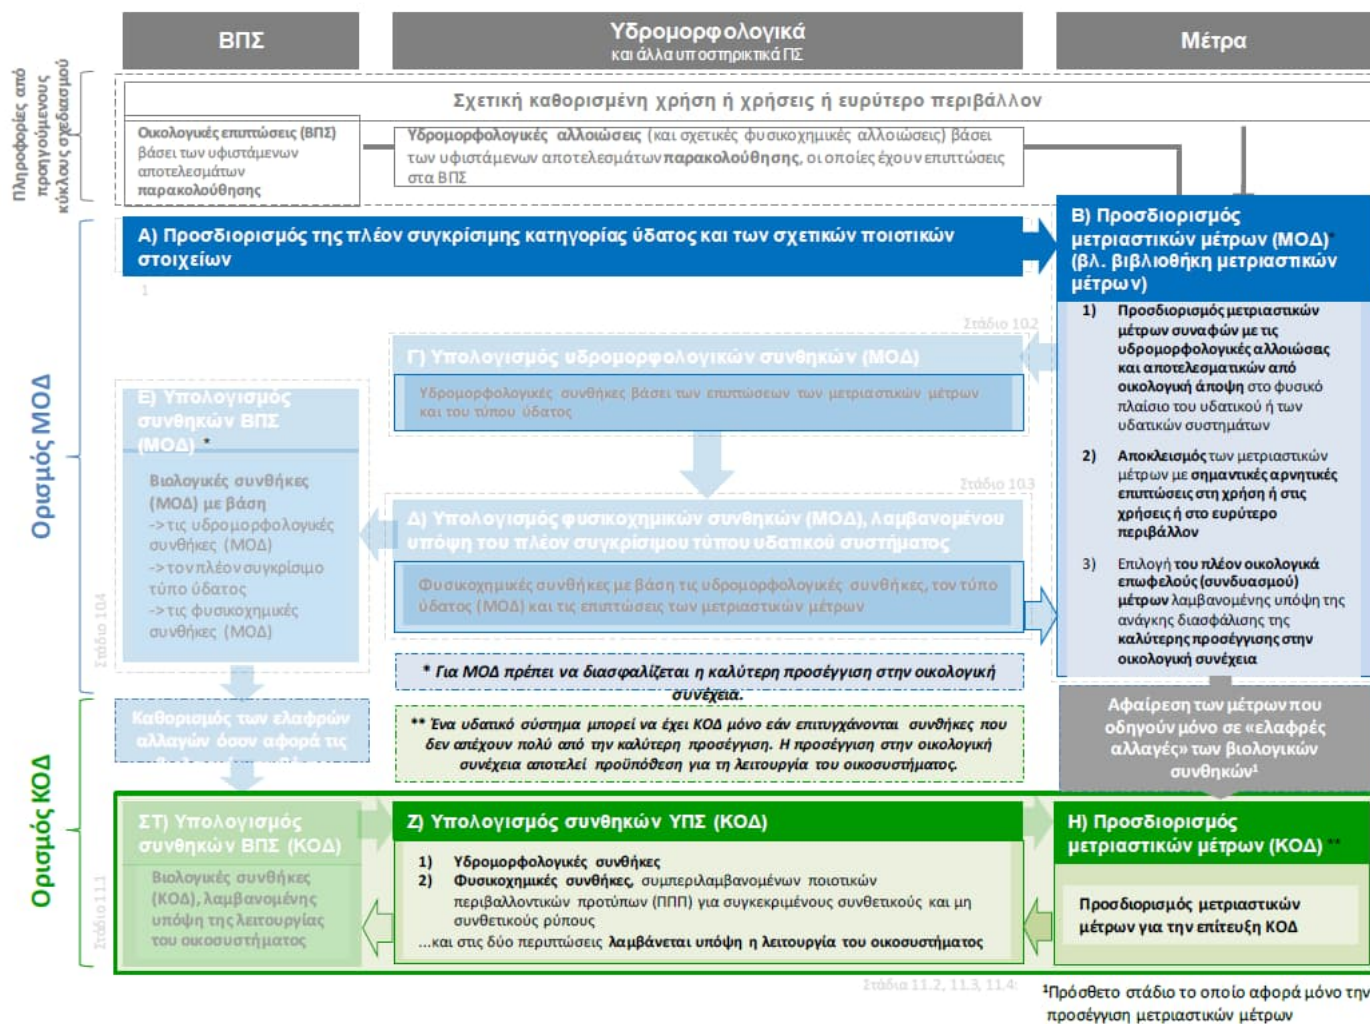 ΒΠΣ
Υδρομορφολογικά
και άλλα υποστηρικτικά ΠΣ
Μέτρα
Πληροφορίες από
προηγούμενους
κύκλους σχεδιασμού
Σχετική καθορισμένη χρήση ή χρήσεις ή ευρύτερο περιβάλλον
Οικολογικές επιπτώσεις (ΒΠΣ)
βάσει των υφιστάμενων
αποτελεσμάτων
παρακολούθησης
Υδρομορφολογικές αλλοιώσεις (και σχετικές φυσικοχημικές αλλοιώσεις) βάσει
των υφιστάμενων αποτελεσμάτων παρακολούθησης, οι οποίες έχουν επιπτώσεις
στα ΒΠΣ
Ορισμός ΜΟΔ
Α) Προσδιορισμός της πλέον συγκρίσιμης κατηγορίας ύδατος και των σχετικών ποιοτικών
στοιχείων
1
Β) Προσδιορισμός
μετριαστικών μέτρων (ΜΟΔ)*
(βλ. βιβλιοθήκη μετριαστικών
μέτρων)
1) Προσδιορισμός μετριαστικών
μέτρων συναφών με τις
υδρομορφολογικές αλλοιώσεις
και αποτελεσματικών από
οικολογική άποψη στο φυσικό
πλαίσιο του υδατικού ή των
υδατικών συστημάτων
2) Αποκλεισμός των μετριαστικών
μέτρων με σημαντικές αρνητικές
επιπτώσεις στη χρήση ή στις
χρήσεις ή στο ευρύτερο
περιβάλλον
3) Επιλογή του πλέον οικολογικά
επωφελούς (συνδυασμού)
μέτρων λαμβανομένης υπόψη της
ανάγκης διασφάλισης της
καλύτερης προσέγγισης στην
οικολογική συνέχεια
Στάδιο 10.2
Γ) Υπολογισμός υδρομορφολογικών συνθηκών (ΜΟΔ)
Υδρομορφολογικές συνθήκες βάσει των επιπτώσεων των μετριαστικών μέτρων
και του τύπου ύδατος
Στάδιο 10.3
Δ) Υπολογισμός φυσικοχημικών συνθηκών (ΜΟΔ), λαμβανομένου
υπόψη του πλέον συγκρίσιμου τύπου υδατικού συστήματος
Φυσικοχημικές συνθήκες με βάση τις υδρομορφολογικές συνθήκες, τον τύπο
ύδατος (ΜΟΔ) και τις επιπτώσεις των μετριαστικών μέτρων
Ε) Υπολογισμός
συνθηκών ΒΠΣ
(ΜΟΔ) *
Βιολογικές συνθήκες
(ΜΟΔ) με βάση
->τις υδρομορφολογικές
συνθήκες (ΜΟΔ)
->τον πλέον συγκρίσιμο
τύπο ύδατος
->τις φυσικοχημικές
συνθήκες (ΜΟΔ)
Στάδιο 10.4
* Για ΜΟΔ πρέπει να διασφαλίζεται η καλύτερη προσέγγιση στην οικολογική
συνέχεια.
Καθορισμός των ελαφρών
αλλαγών όσον αφορά τις
** Ένα υδατικό σύστημα μπορεί να έχει ΚΟΔ μόνο εάν επιτυγχάνονται συνθήκες που
δεν απέχουν πολύ από την καλύτερη προσέγγιση. Η προσέγγιση στην οικολογική
συνέχεια αποτελεί προϋπόθεση για τη λειτουργία του οικοσυστήματος.
Αφαίρεση των μέτρων που
οδηγούν μόνο σε «ελαφρές
αλλαγές» των βιολογικών
συνθηκών¹
Ορισμός ΚΟΔ
ΣΤ) Υπολογισμός
συνθηκών ΒΠΣ (ΚΟΔ)
Βιολογικές συνθήκες
(ΚΟΔ), λαμβανομένης
υπόψη της λειτουργίας
του οικοσυστήματος
Στάδιο 11.1
Ζ) Υπολογισμός συνθηκών ΥΠΣ (ΚΟΔ)
1) Υδρομορφολογικές συνθήκες
2) Φυσικοχημικές συνθήκες, συμπεριλαμβανομένων ποιοτικών
περιβαλλοντικών προτύπων (ΠΠΠ) για συγκεκριμένους συνθετικούς και μη
συνθετικούς ρύπους
...και στις δύο περιπτώσεις λαμβάνεται υπόψη η λειτουργία του οικοσυστήματος
Η) Προσδιορισμός
μετριαστικών μέτρων (ΚΟΔ) **
Προσδιορισμός μετριαστικών
μέτρων για την επίτευξη ΚΟΔ
Στάδια 11.2, 11.3, 11.4:
¹Πρόσθετο στάδιο το οποίο αφορά μόνο την
προσέγγιση μετριαστικών μέτρων